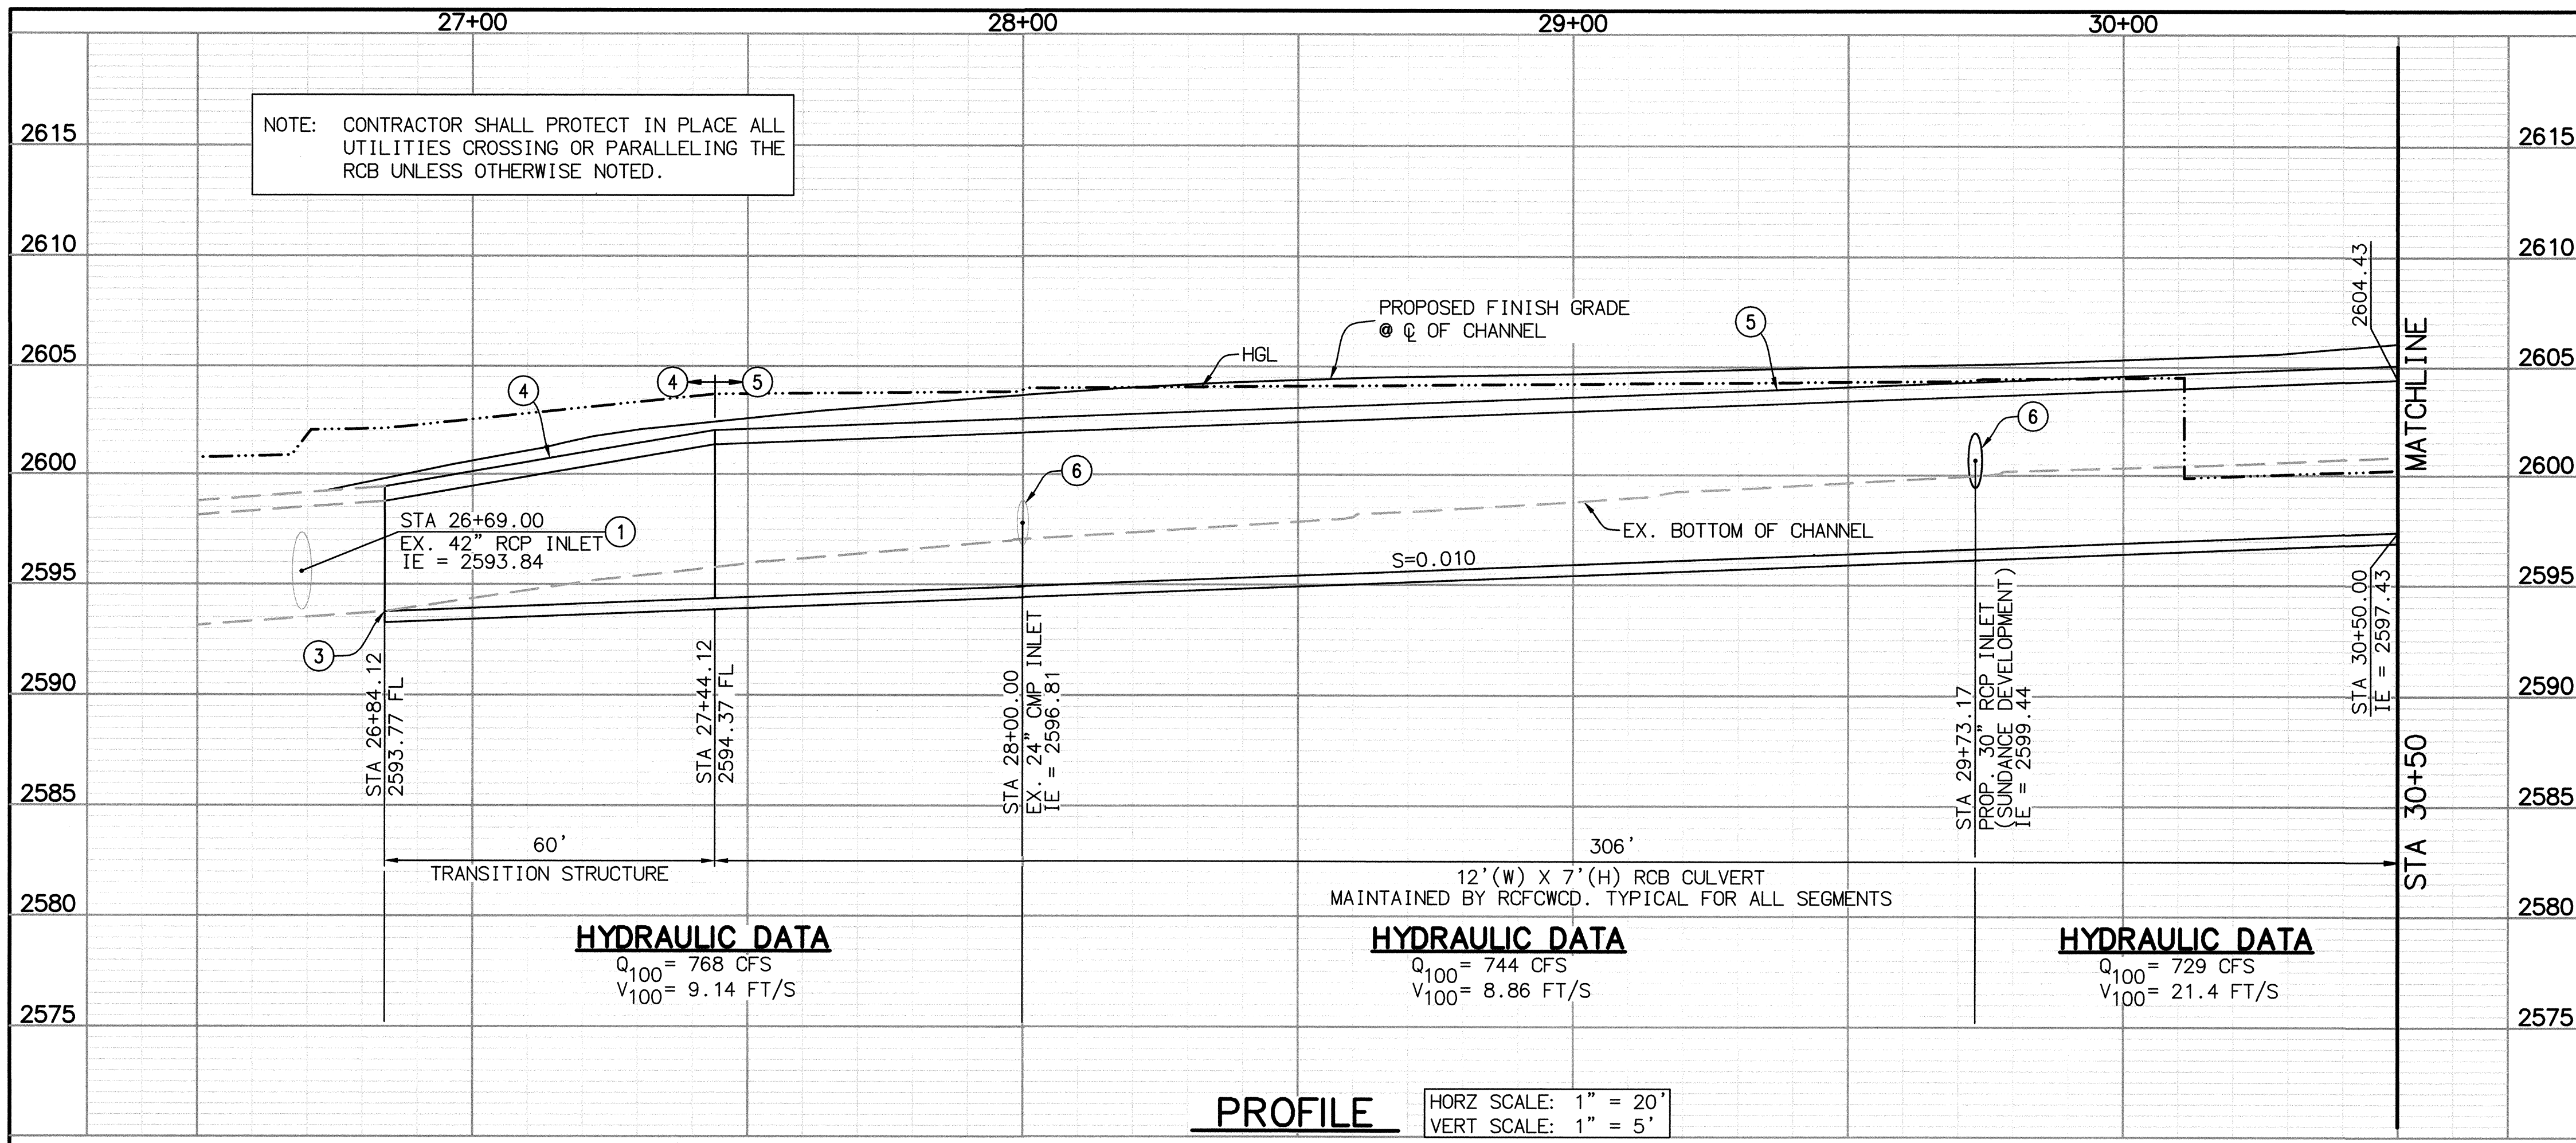 27+00 28+00 29+00 30+00
NOTE: CONTRACTOR SHALL PROTECT IN PLACE ALL
UTILITIES CROSSING OR PARALLELING THE
RCB UNLESS OTHERWISE NOTED.
2615 2615
2610 2610
2605 2605
2600 2600
2595 2595
2590 2590
2585 2585
2580 2580
2575 2575
PROPOSED FINISH GRADE
@ ℄ OF CHANNEL
HGL
5
4 5
4
2604.43
MATCHLINE
6
6
STA 26+69.00
EX. 42" RCP INLET
IE = 2593.84
1
EX. BOTTOM OF CHANNEL
S=0.010
3
STA 26+84.12
2593.77 FL
STA 27+44.12
2594.37 FL
STA 28+00.00
EX. 24" CMP INLET
IE = 2596.81
STA 29+73.17
PROP. 30" RCP INLET
(SUNDANCE DEVELOPMENT)
IE = 2599.44
STA 30+50.00
IE = 2597.43
STA 30+50
60'
TRANSITION STRUCTURE
306'
12'(W) X 7'(H) RCB CULVERT
MAINTAINED BY RCFCWCD. TYPICAL FOR ALL SEGMENTS
HYDRAULIC DATA
Q100= 768 CFS
V100= 9.14 FT/S
HYDRAULIC DATA
Q100= 744 CFS
V100= 8.86 FT/S
HYDRAULIC DATA
Q100= 729 CFS
V100= 21.4 FT/S
PROFILE
HORZ SCALE: 1" = 20'
VERT SCALE: 1" = 5'